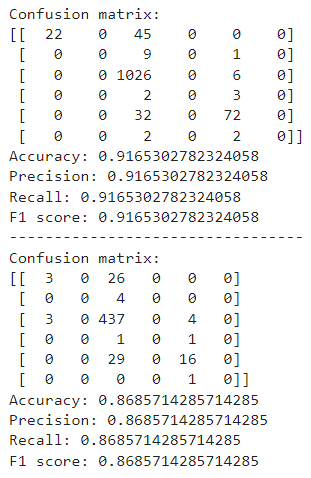 Confusion matrix:
[[  22    0   45    0    0    0]
 [   0    0    9    0    1    0]
 [   0    0 1026    0    6    0]
 [   0    0    2    0    3    0]
 [   0    0   32    0   72    0]
 [   0    0    2    0    2    0]]
Accuracy: 0.9165302782324058
Precision: 0.9165302782324058
Recall: 0.9165302782324058
F1 score: 0.9165302782324058
--------------------------------
Confusion matrix:
[[  3   0  26   0   0   0]
 [  0   0   4   0   0   0]
 [  3   0 437   0   4   0]
 [  0   0   1   0   1   0]
 [  0   0  29   0  16   0]
 [  0   0   0   0   1   0]]
Accuracy: 0.8685714285714285
Precision: 0.8685714285714285
Recall: 0.8685714285714285
F1 score: 0.8685714285714285